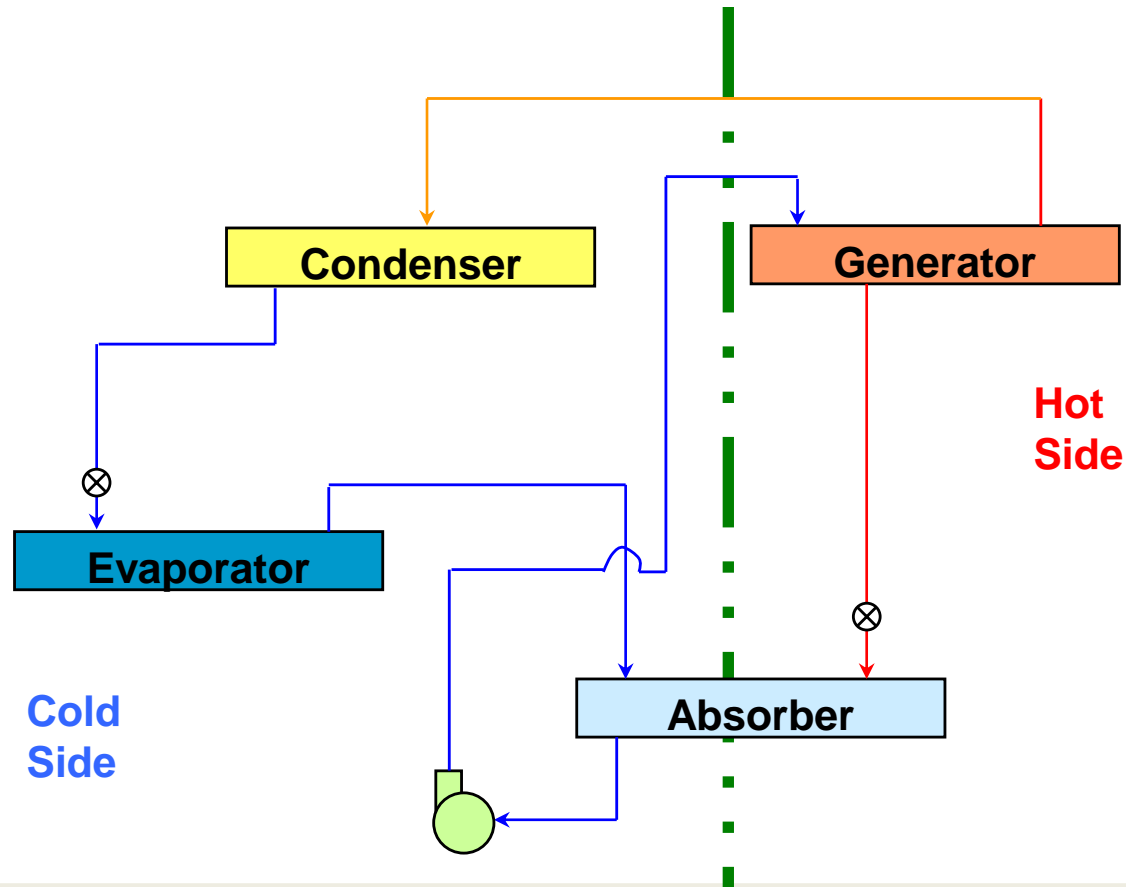 Condenser
Generator
Hot
Side
Evaporator
Cold
Side
Absorber